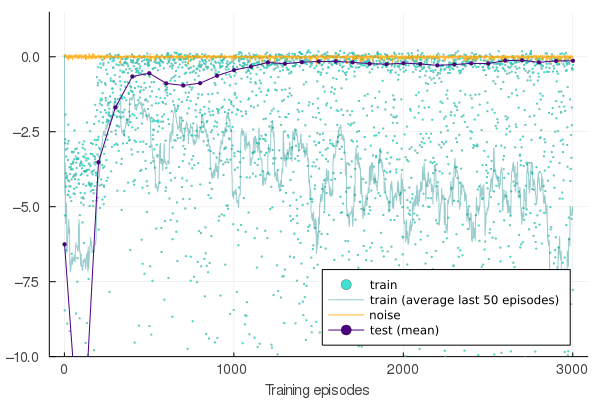 0.0
−2.5
−5.0
−7.5
−10.0
train
train (average last 50 episodes)
noise
test (mean)
0 1000 2000 3000
Training episodes